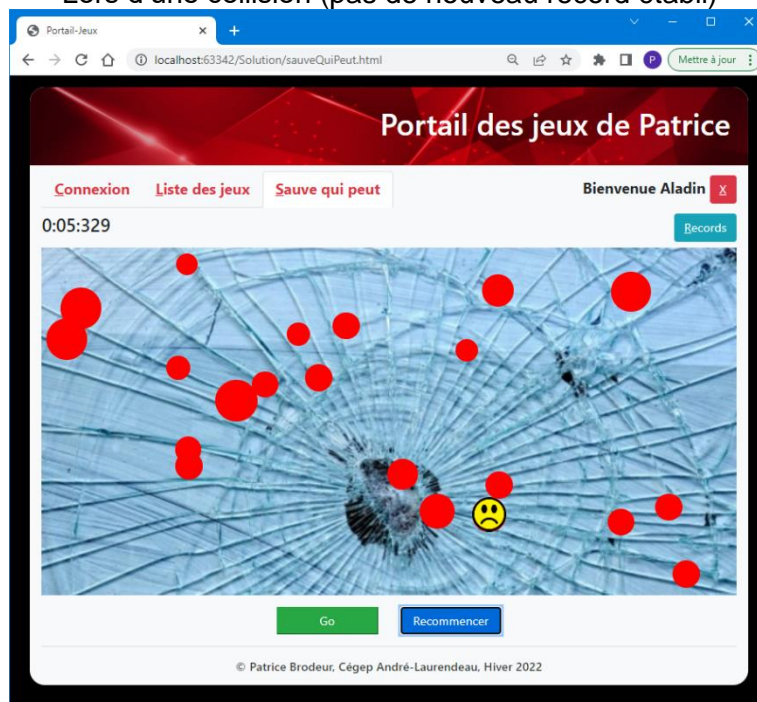 Lors d'une collision (pas de nouveau record établi)
Portail-Jeux
localhost:63342/Solution/sauveQuiPeut.html
P
Mettre à jour
Portail des jeux de Patrice
Connexion Liste des jeux Sauve qui peut Bienvenue Aladin x
0:05:329 Records
Go Recommencer
© Patrice Brodeur, Cégep André-Laurendeau, Hiver 2022